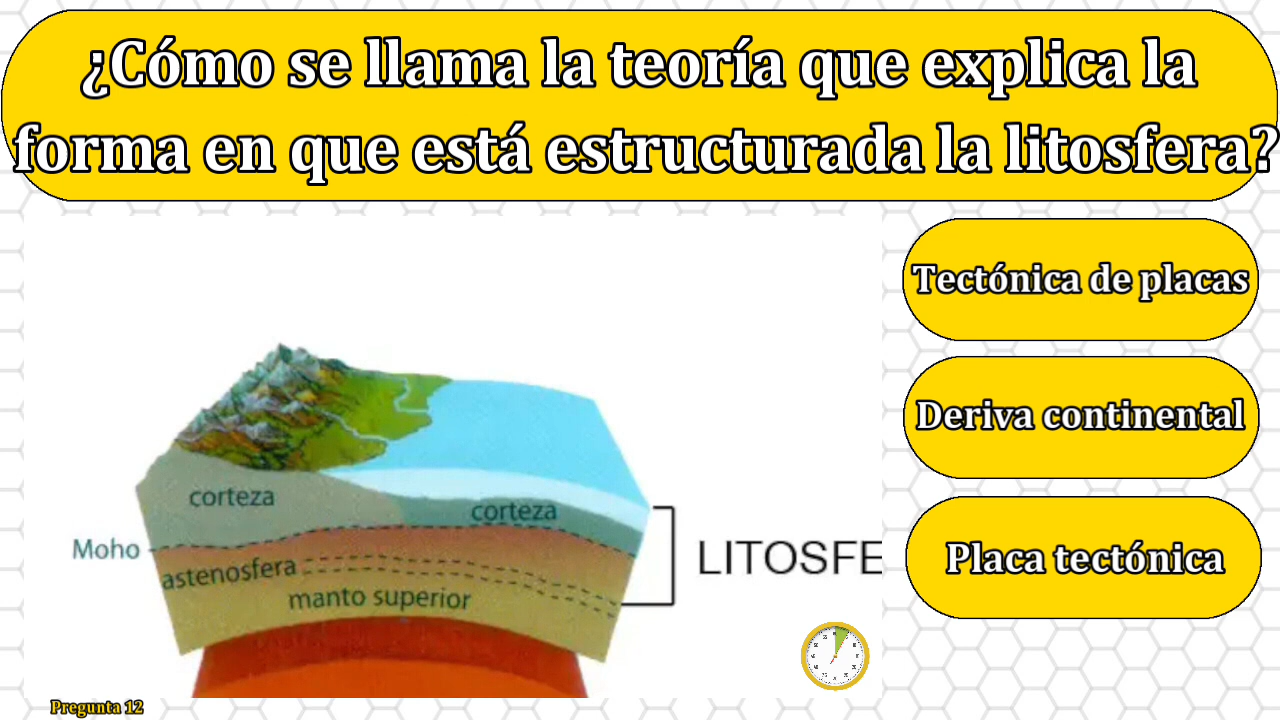 ¿Cómo se llama la teoría que explica la
forma en que está estructurada la litosfera?
Tectónica de placas
Deriva continental
Placa tectónica
corteza
corteza
Moho
astenosfera
manto superior
LITOSFE
Pregunta 12